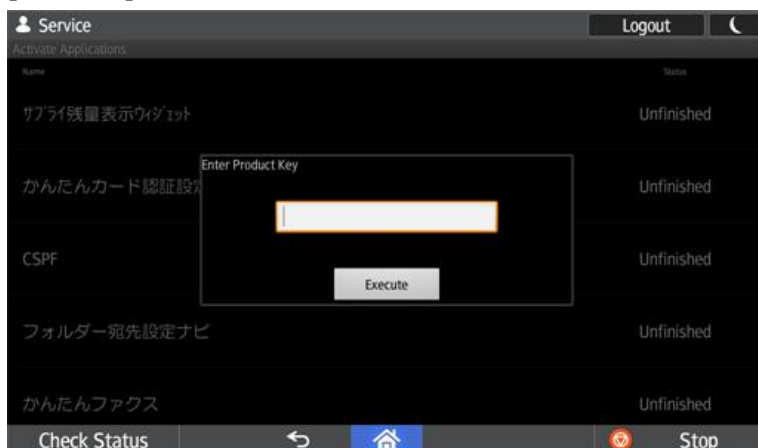 Service
Logout
Activate Applications
Name
Status
サプライ残量表示ウィジェット
Unfinished
Enter Product Key
かんたんカード認証設定
Unfinished
CSPF
Unfinished
Execute
フォルダー宛先設定ナビ
Unfinished
かんたんファクス
Unfinished
Check Status
Stop